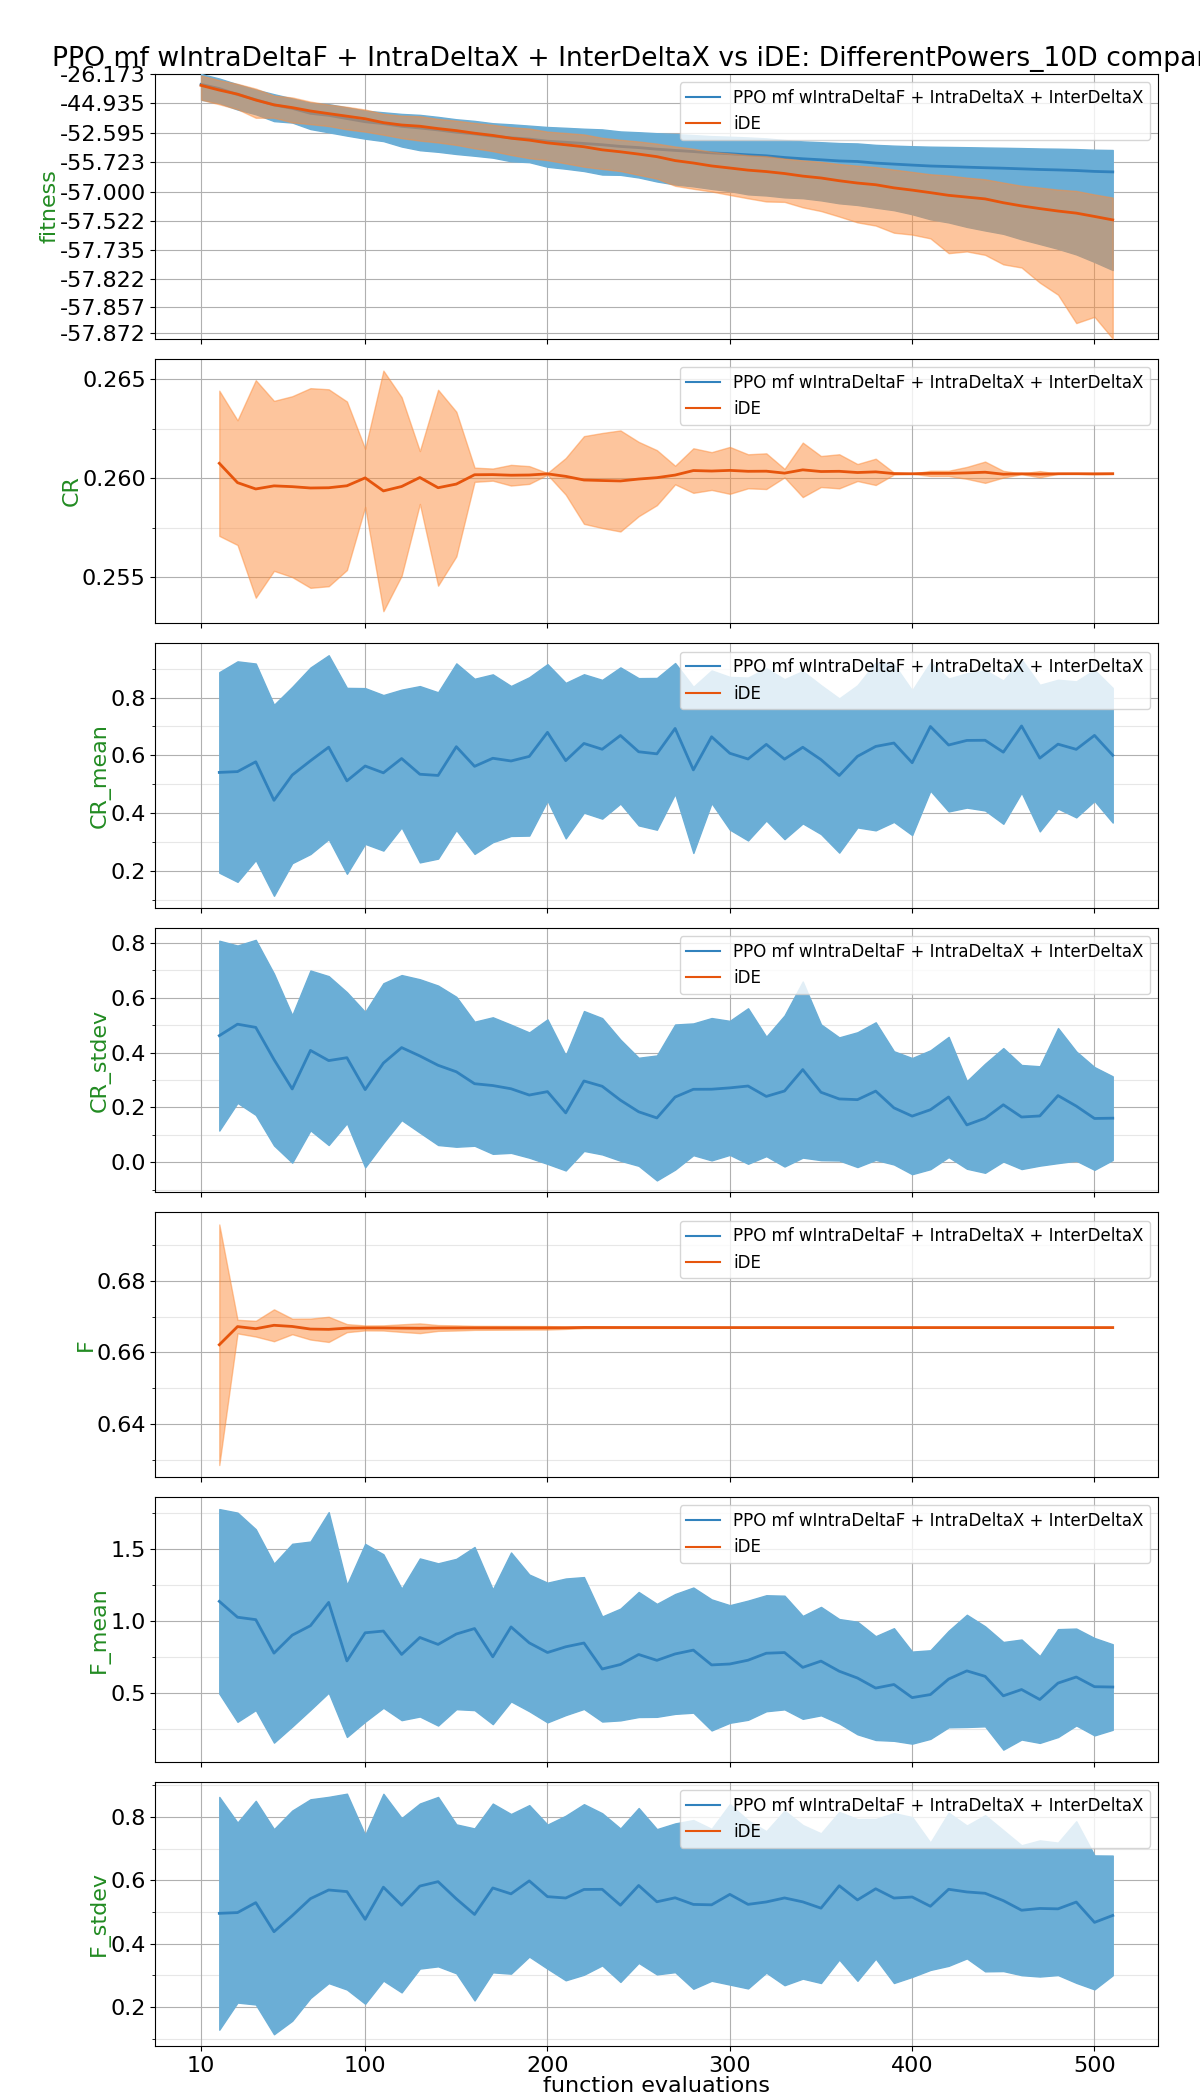 PPO mf wIntraDeltaF + IntraDeltaX + InterDeltaX vs iDE: DifferentPowers_10D compar
-26.173
-44.935
-52.595
-55.723
-57.000
-57.522
-57.735
-57.822
-57.857
-57.872
fitness
PPO mf wIntraDeltaF + IntraDeltaX + InterDeltaX
iDE
0.265
0.260
0.255
CR
PPO mf wIntraDeltaF + IntraDeltaX + InterDeltaX
iDE
0.8
0.6
0.4
0.2
CR_mean
PPO mf wIntraDeltaF + IntraDeltaX + InterDeltaX
iDE
0.8
0.6
0.4
0.2
0.0
CR_stdev
PPO mf wIntraDeltaF + IntraDeltaX + InterDeltaX
iDE
0.68
0.66
0.64
F
PPO mf wIntraDeltaF + IntraDeltaX + InterDeltaX
iDE
1.5
1.0
0.5
F_mean
PPO mf wIntraDeltaF + IntraDeltaX + InterDeltaX
iDE
0.8
0.6
0.4
0.2
F_stdev
PPO mf wIntraDeltaF + IntraDeltaX + InterDeltaX
iDE
10 100 200 300 400 500
function evaluations